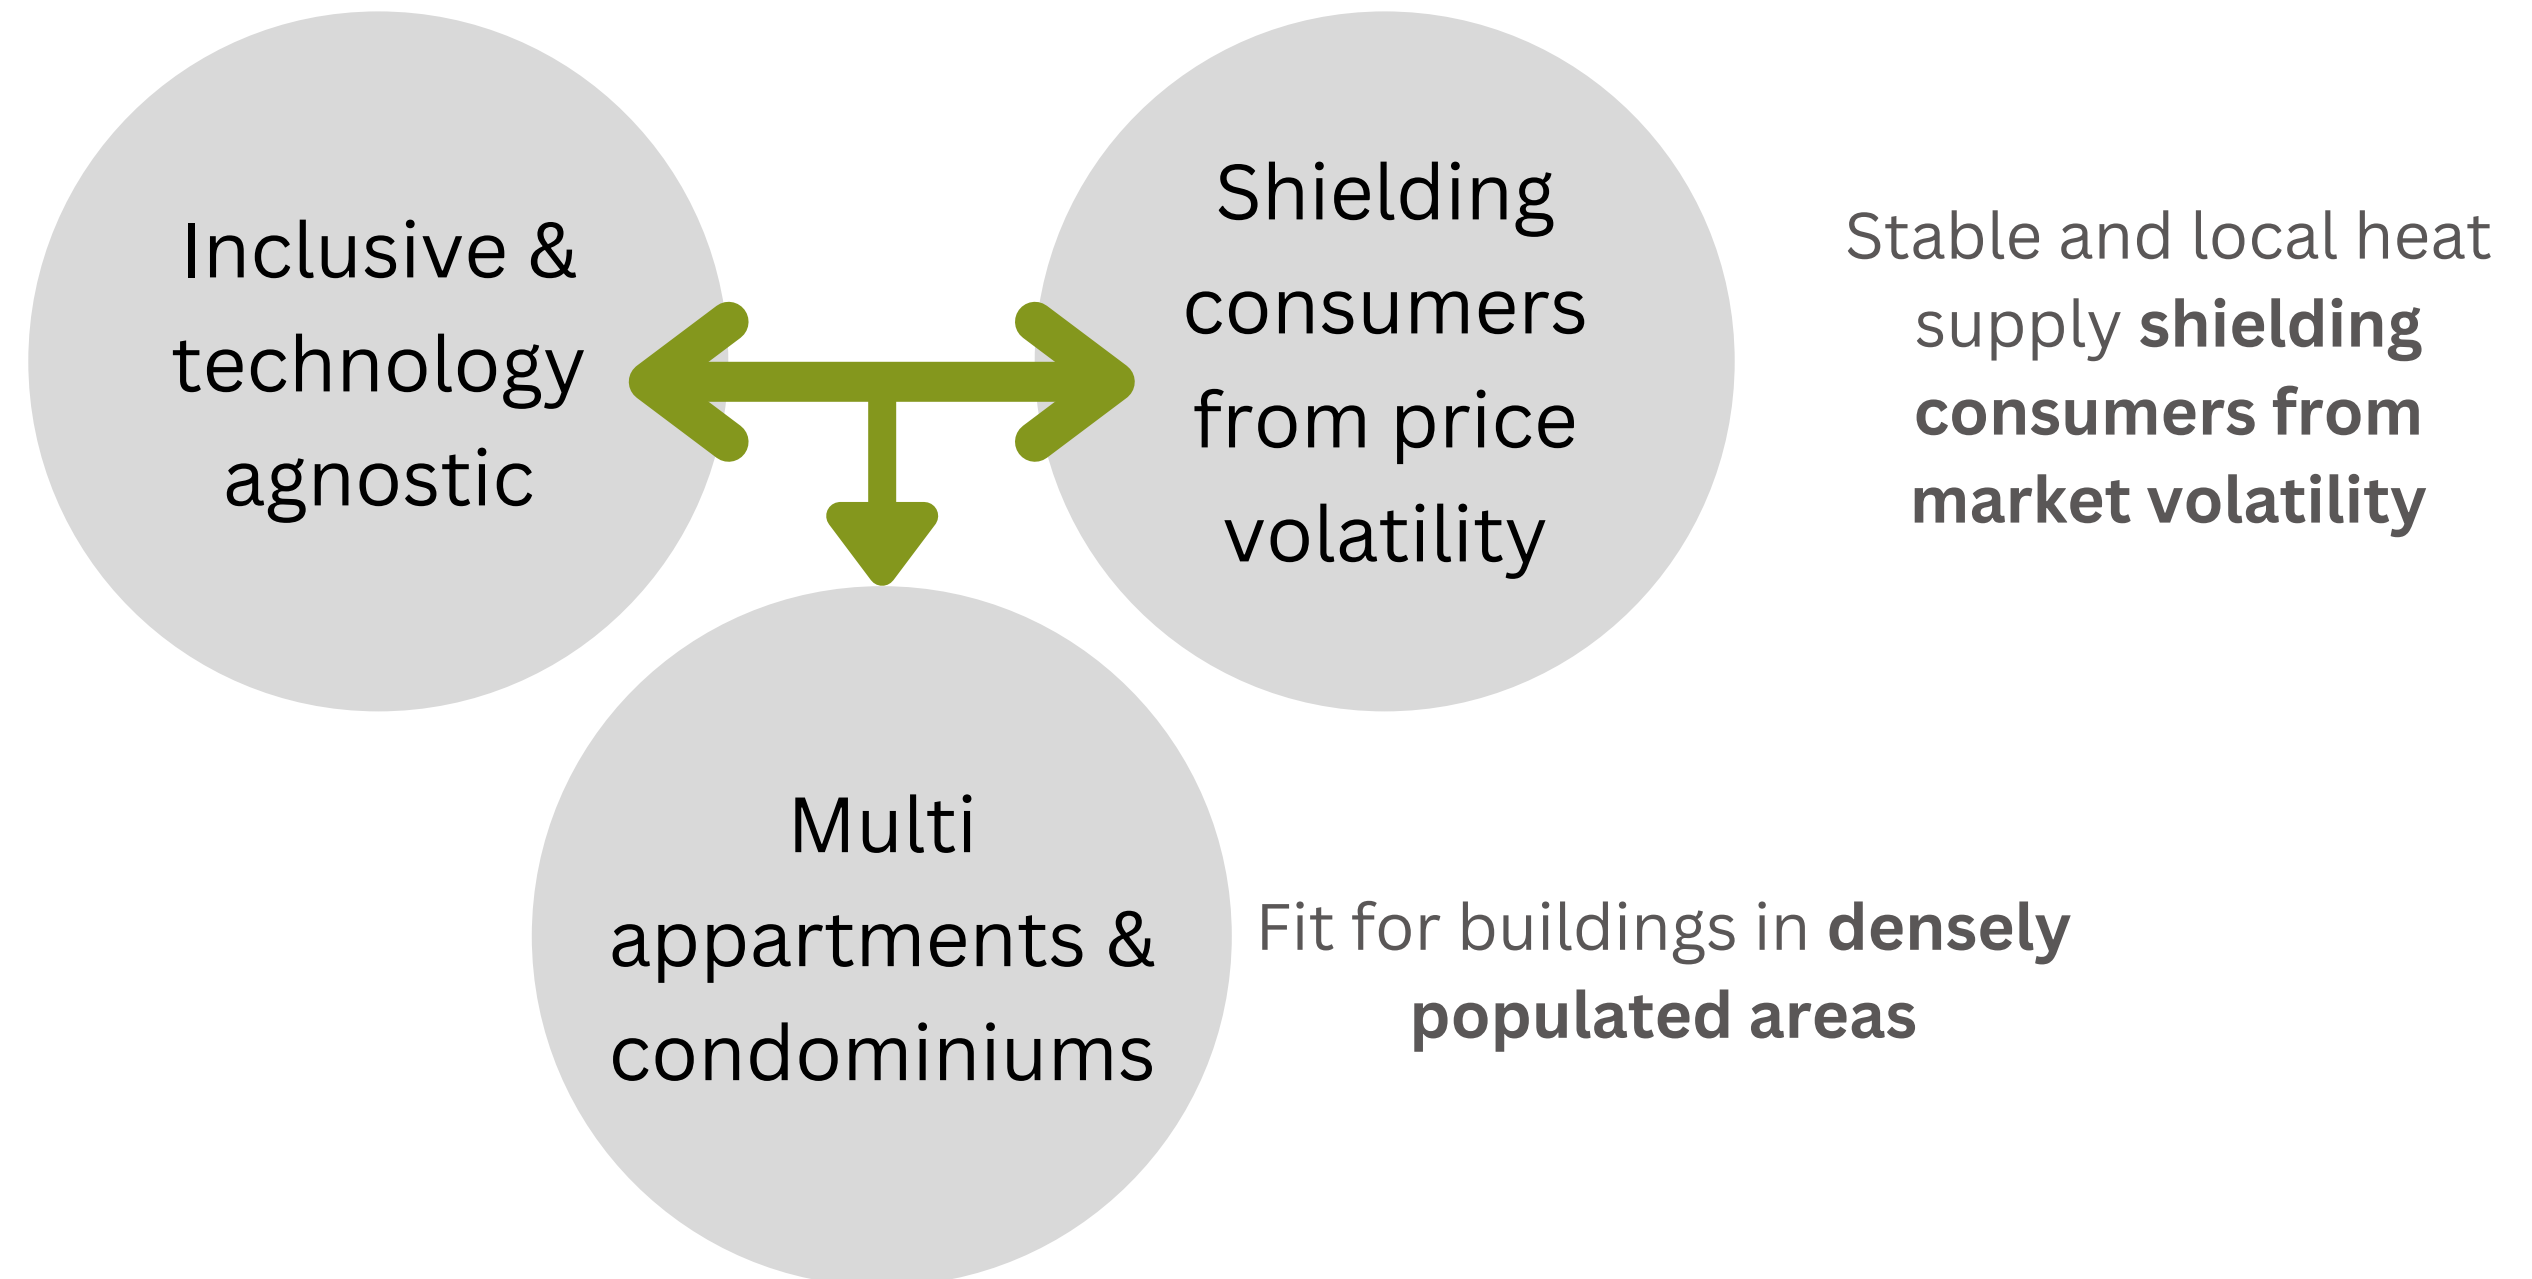 Inclusive &
technology
agnostic
Shielding
consumers
from price
volatility
Stable and local heat
supply shielding
consumers from
market volatility
Multi
appartments &
condominiums
Fit for buildings in densely
populated areas